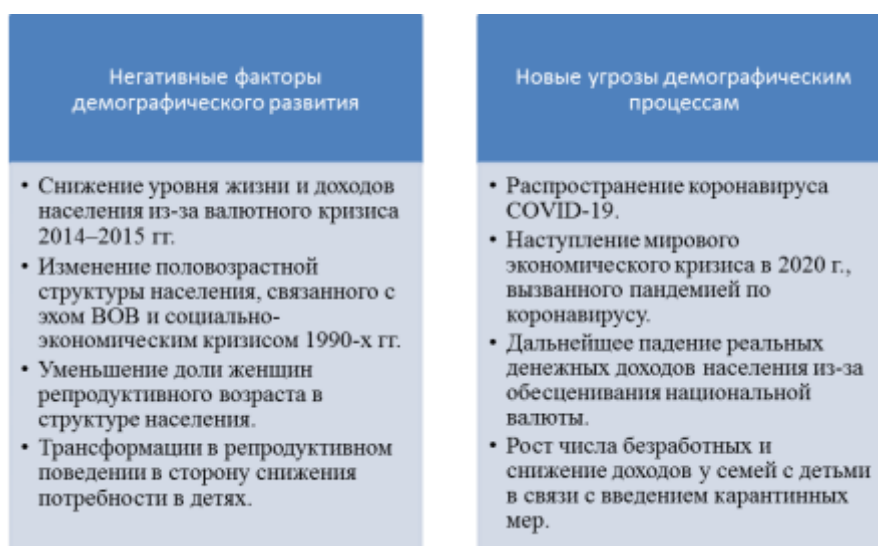 Негативные факторы
демографического развития
• Снижение уровня жизни и доходов
населения из-за валютного кризиса
2014–2015 гг.
• Изменение половозрастной
структуры населения, связанного с
эхом ВОВ и социально-
экономическим кризисом 1990-х гг.
• Уменьшение доли женщин
репродуктивного возраста в
структуре населения.
• Трансформации в репродуктивном
поведении в сторону снижения
потребности в детях.
Новые угрозы демографическим
процессам
• Распространение коронавируса
COVID-19.
• Наступление мирового
экономического кризиса в 2020 г.,
вызванного пандемией по
коронавирусу.
• Дальнейшее падение реальных
денежных доходов населения из-за
обесценивания национальной
валюты.
• Рост числа безработных и
снижение доходов у семей с детьми
в связи с введением карантинных
мер.